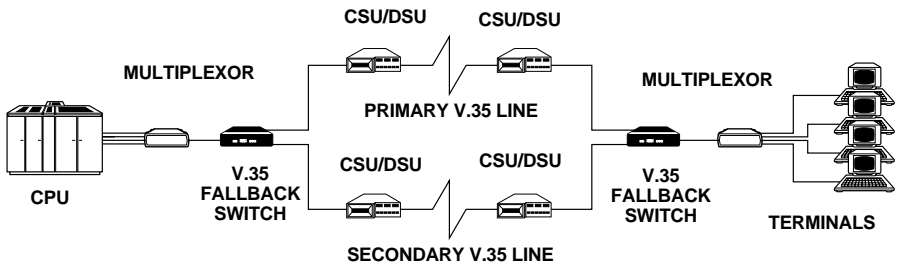 CSU/DSU
CSU/DSU
MULTIPLEXOR
MULTIPLEXOR
PRIMARY V.35 LINE
CSU/DSU
CSU/DSU
CPU
V.35
FALLBACK
SWITCH
V.35
FALLBACK
SWITCH
TERMINALS
SECONDARY V.35 LINE